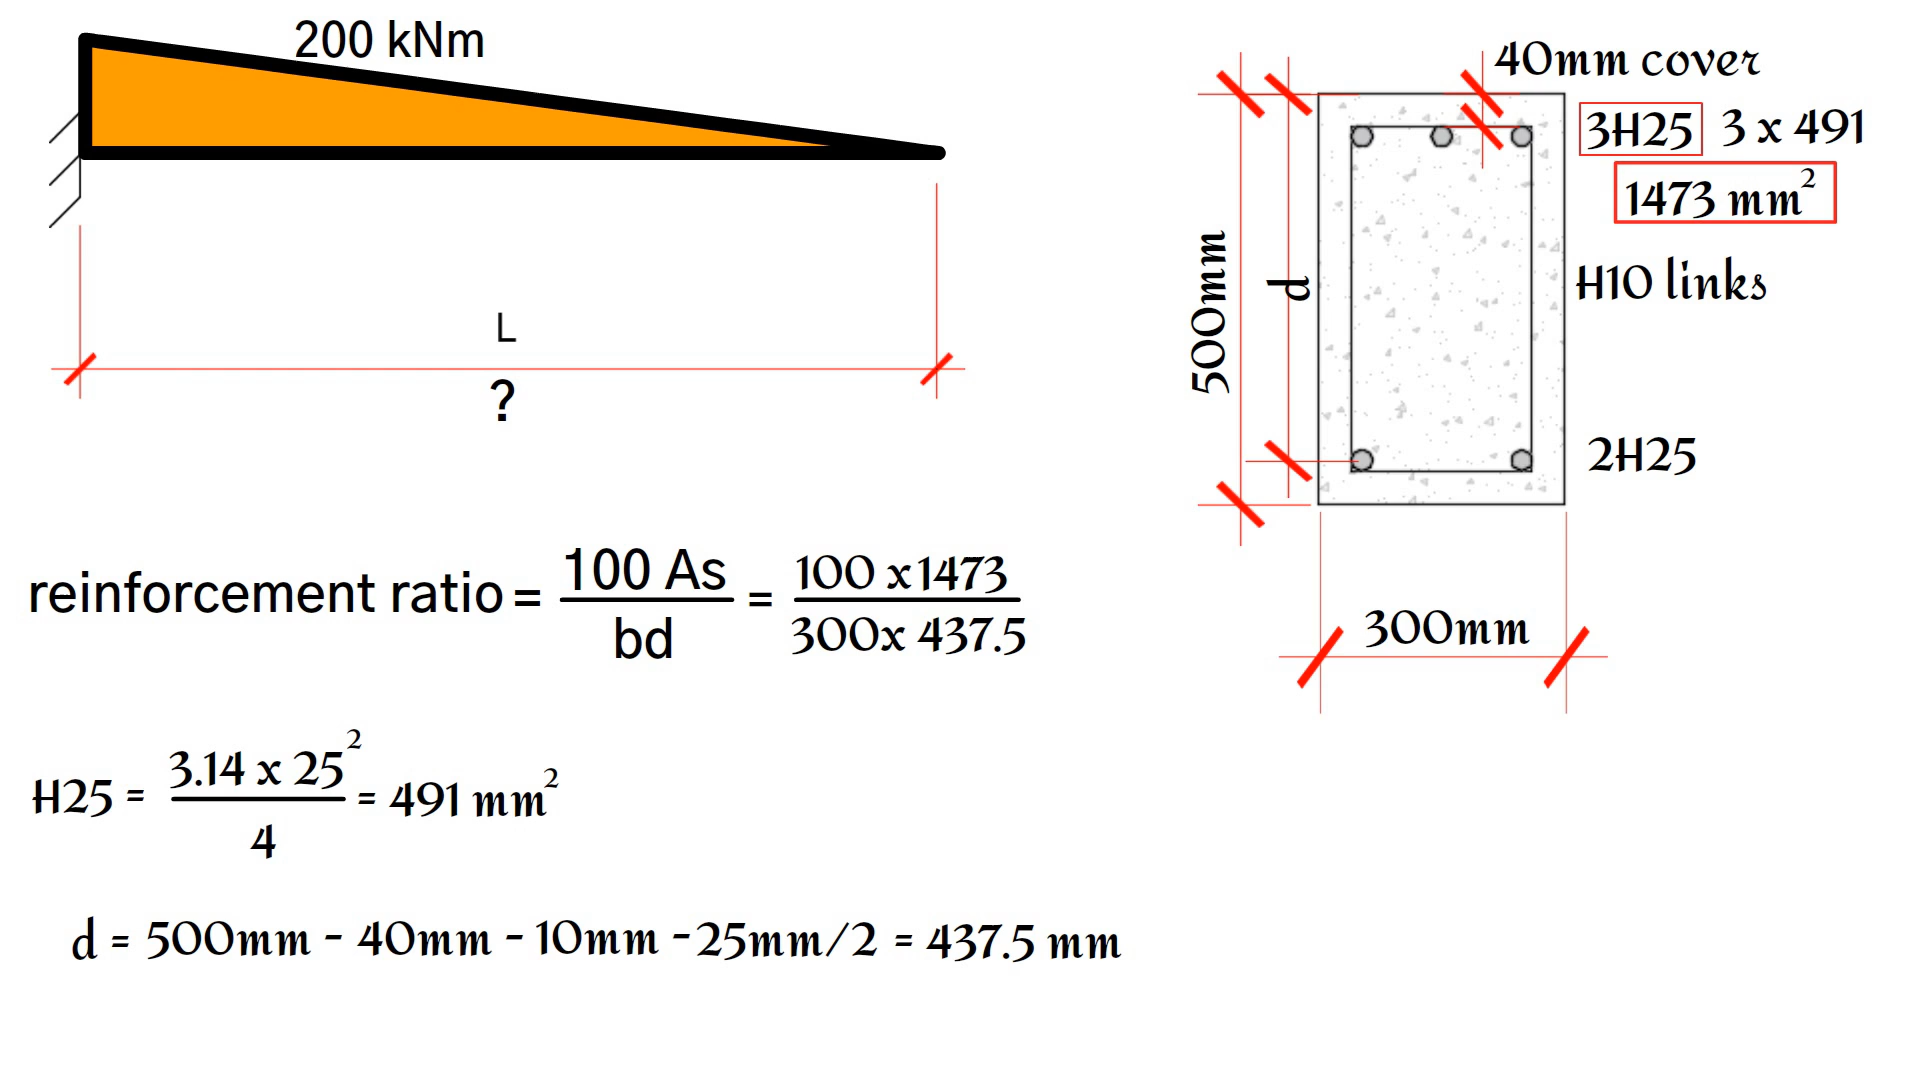 200 kNm
L
?
40mm cover
3H25 3 x 491
1473 mm²
500mm
d
H10 links
2H25
300mm
reinforcement ratio = 100 As / bd = 100 x 1473 / 300x 437.5
H25 = 3.14 x 25² / 4 = 491 mm²
d = 500mm - 40mm - 10mm - 25mm/2 = 437.5 mm